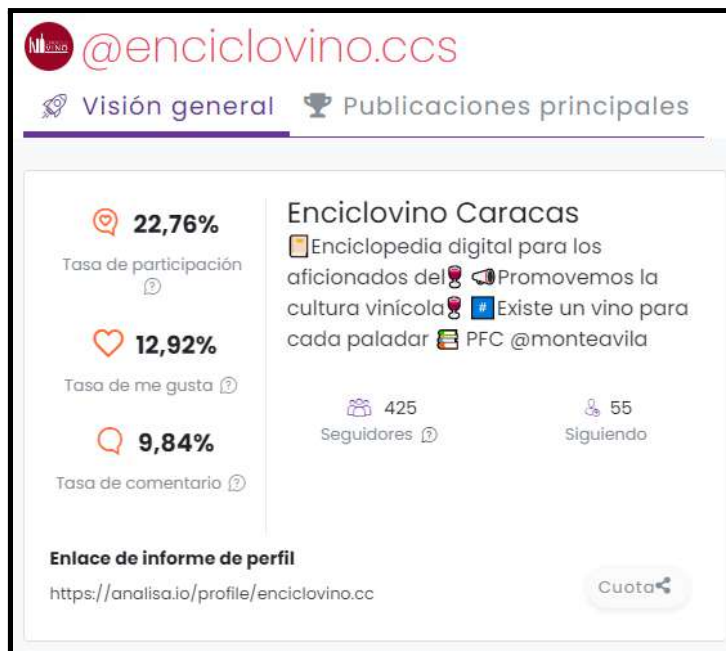 VINO
@enciclovino.ccs
Visión general Publicaciones principales
22,76%
Tasa de participación
12,92%
Tasa de me gusta
9,84%
Tasa de comentario
Enciclovino Caracas
📔Enciclopedia digital para los
aficionados del🍷 📢Promovemos la
cultura vinícola🍷 #️⃣Existe un vino para
cada paladar 📚 PFC @monteavila
425
Seguidores
55
Siguiendo
Enlace de informe de perfil
https://analisa.io/profile/enciclovino.cc
Cuota